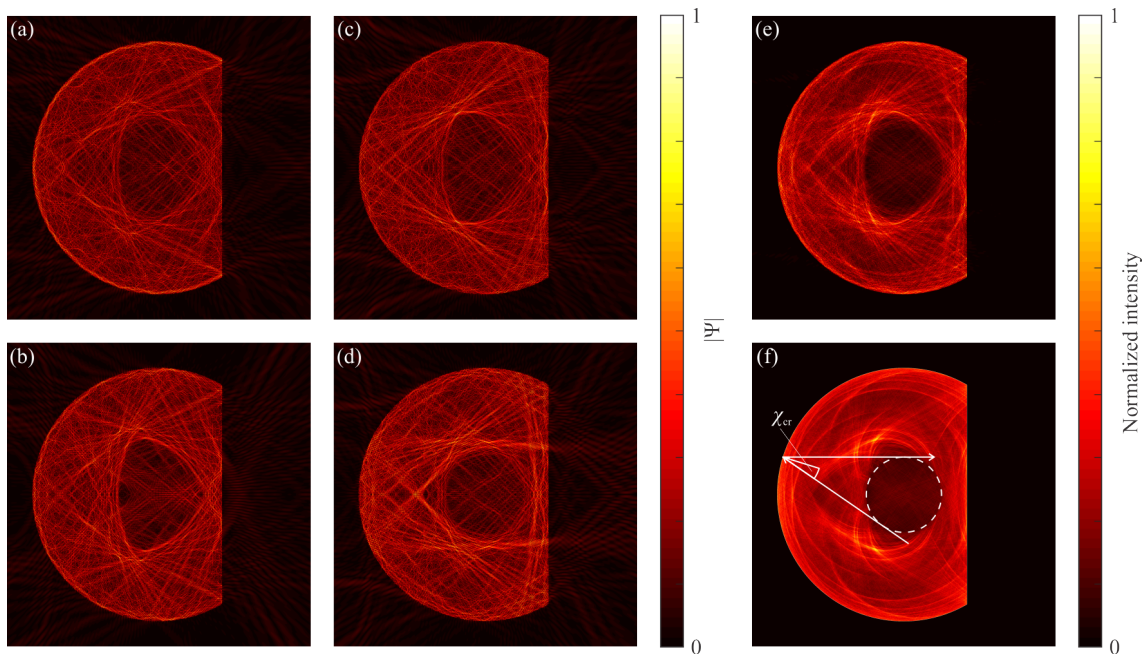 (a)
(c)
1
(e)
1
|Ψ|
Normalized intensity
(b)
(d)
(f)
χcr
0
0